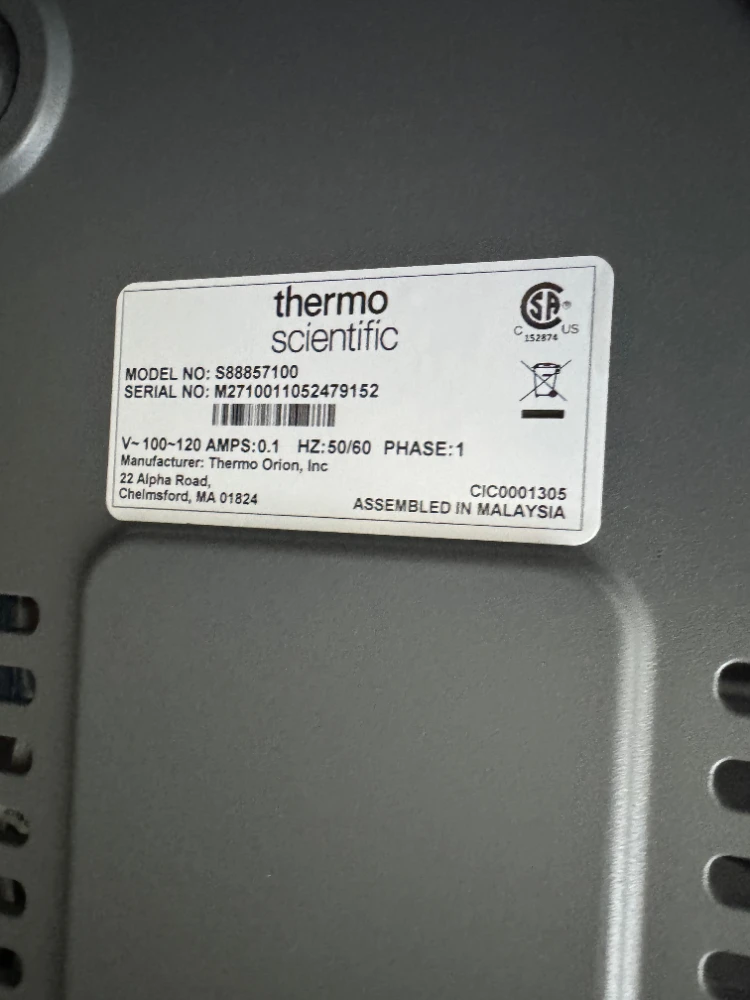 thermo
scientific
SA
C US
152874
MODEL NO: S88857100
SERIAL NO: M2710011052479152
V~ 100~120 AMPS:0.1 HZ:50/60 PHASE:1
Manufacturer: Thermo Orion, Inc
22 Alpha Road,
Chelmsford, MA 01824
CIC0001305
ASSEMBLED IN MALAYSIA